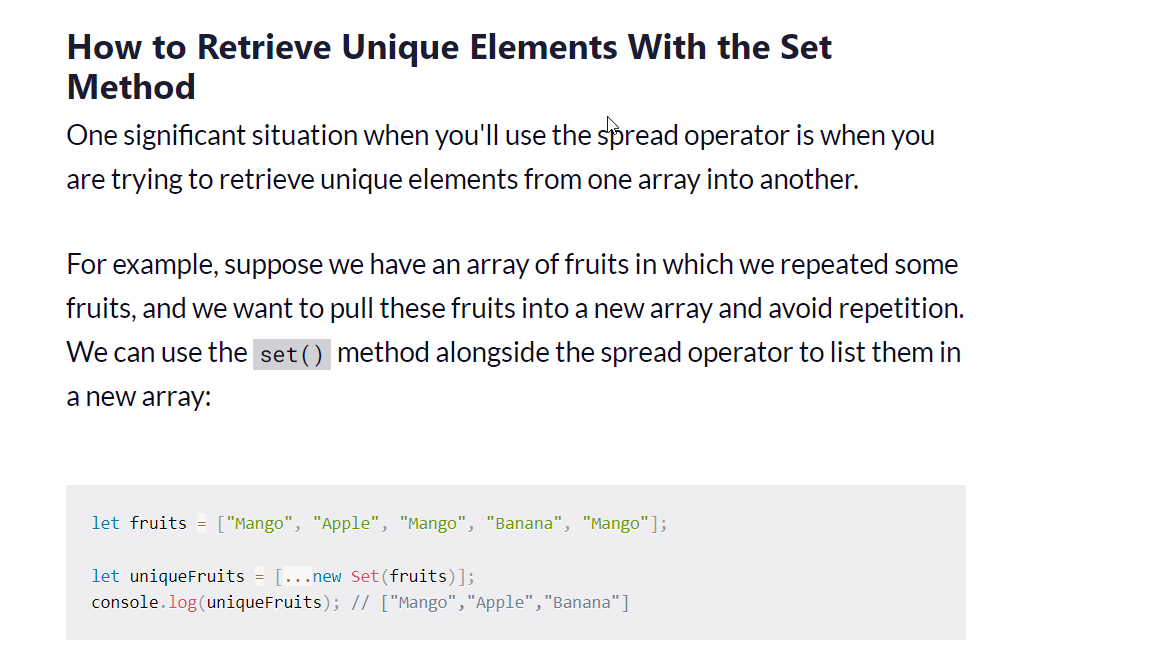 How to Retrieve Unique Elements With the Set
Method
One significant situation when you'll use the spread operator is when you
are trying to retrieve unique elements from one array into another.
For example, suppose we have an array of fruits in which we repeated some
fruits, and we want to pull these fruits into a new array and avoid repetition.
We can use the set() method alongside the spread operator to list them in
a new array:
let fruits = ["Mango", "Apple", "Mango", "Banana", "Mango"];
let uniqueFruits = [...new Set(fruits)];
console.log(uniqueFruits); // ["Mango","Apple","Banana"]